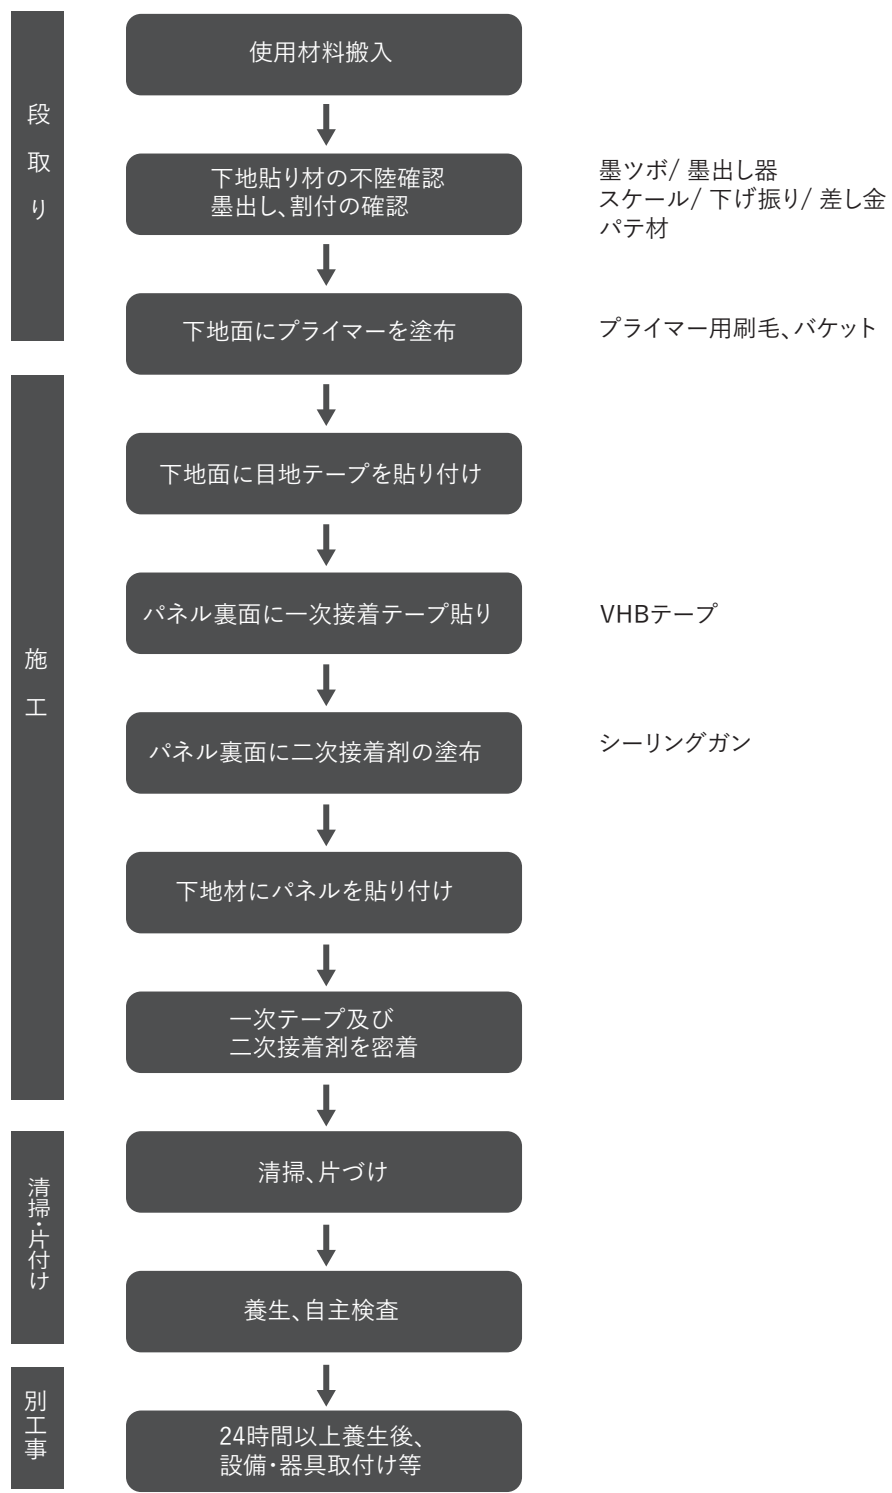 段取り
使用材料搬入
下地貼り材の不陸確認
墨出し、割付の確認
墨ツボ/ 墨出し器
スケール/ 下げ振り/ 差し金
パテ材
下地面にプライマーを塗布
プライマー用刷毛、バケット
施工
下地面に目地テープを貼り付け
パネル裏面に一次接着テープ貼り
VHBテープ
パネル裏面に二次接着剤の塗布
シーリングガン
下地材にパネルを貼り付け
一次テープ及び
二次接着剤を密着
清掃・片付け
清掃、片づけ
養生、自主検査
別工事
24時間以上養生後、
設備・器具取付け等